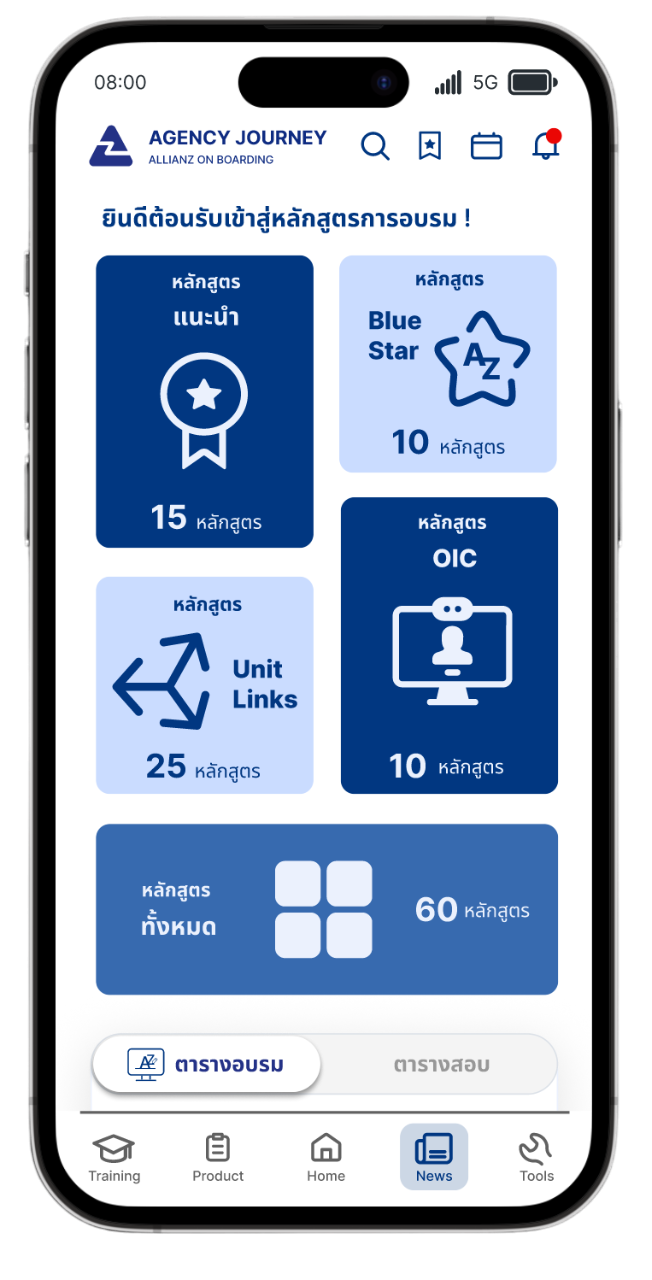 08:00
5G
AGENCY JOURNEY
ALLIANZ ON BOARDING
ยินดีต้อนรับเข้าสู่หลักสูตรการอบรม !
หลักสูตร
แนะนำ
15 หลักสูตร
หลักสูตร
Blue
Star
AZ
10 หลักสูตร
หลักสูตร
Unit
Links
25 หลักสูตร
หลักสูตร
OIC
10 หลักสูตร
หลักสูตร
ทั้งหมด
60 หลักสูตร
AZ
ตารางอบรม
ตารางสอบ
Training
Product
Home
News
Tools